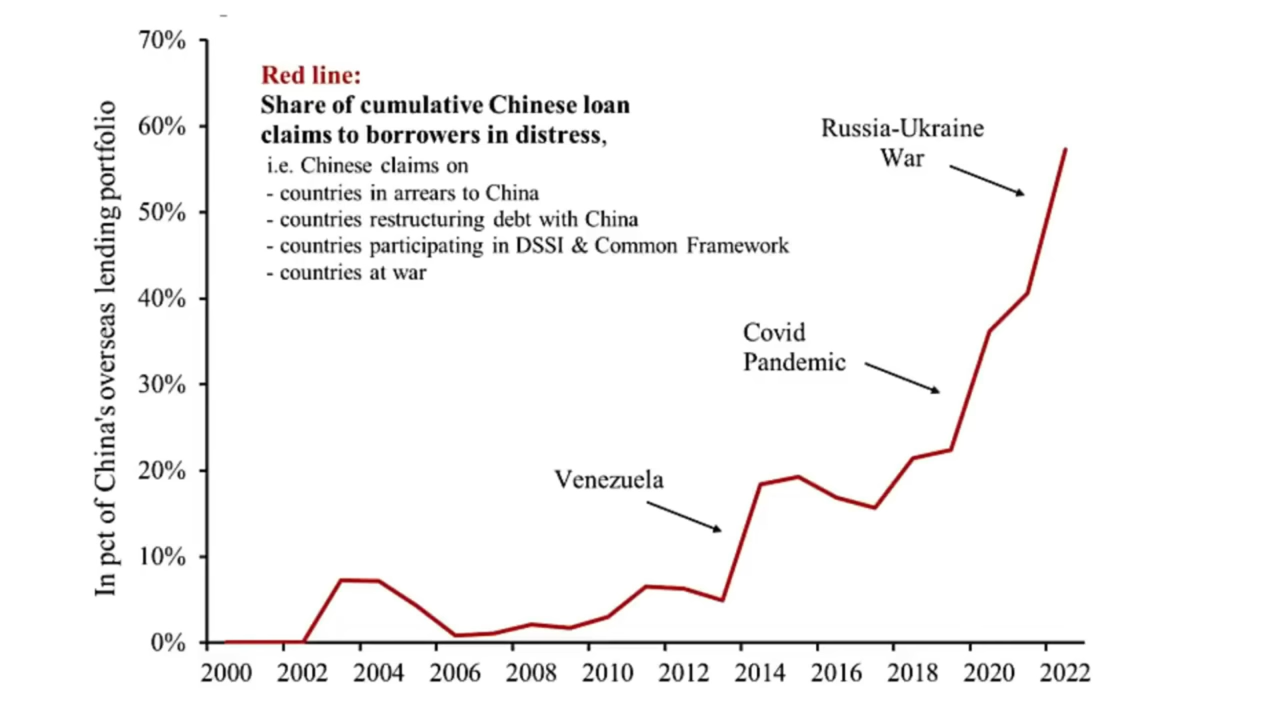 70%
Red line:
Share of cumulative Chinese loan
claims to borrowers in distress,
i.e. Chinese claims on
- countries in arrears to China
- countries restructuring debt with China
- countries participating in DSSI & Common Framework
- countries at war
60%
50%
40%
30%
20%
10%
0%
In pct of China's overseas lending portfolio
Russia-Ukraine
War
Covid
Pandemic
Venezuela
2000 2002 2004 2006 2008 2010 2012 2014 2016 2018 2020 2022